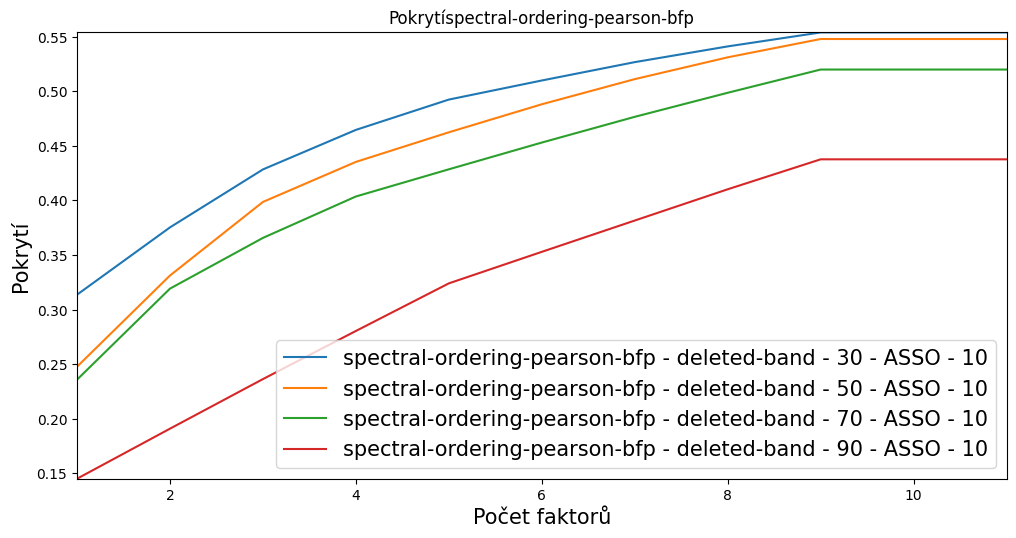 Pokrytíspectral-ordering-pearson-bfp
0.55
0.50
0.45
0.40
0.35
0.30
0.25
0.20
0.15
Pokrytí
spectral-ordering-pearson-bfp - deleted-band - 30 - ASSO - 10
spectral-ordering-pearson-bfp - deleted-band - 50 - ASSO - 10
spectral-ordering-pearson-bfp - deleted-band - 70 - ASSO - 10
spectral-ordering-pearson-bfp - deleted-band - 90 - ASSO - 10
2 4 6 8 10
Počet faktorů